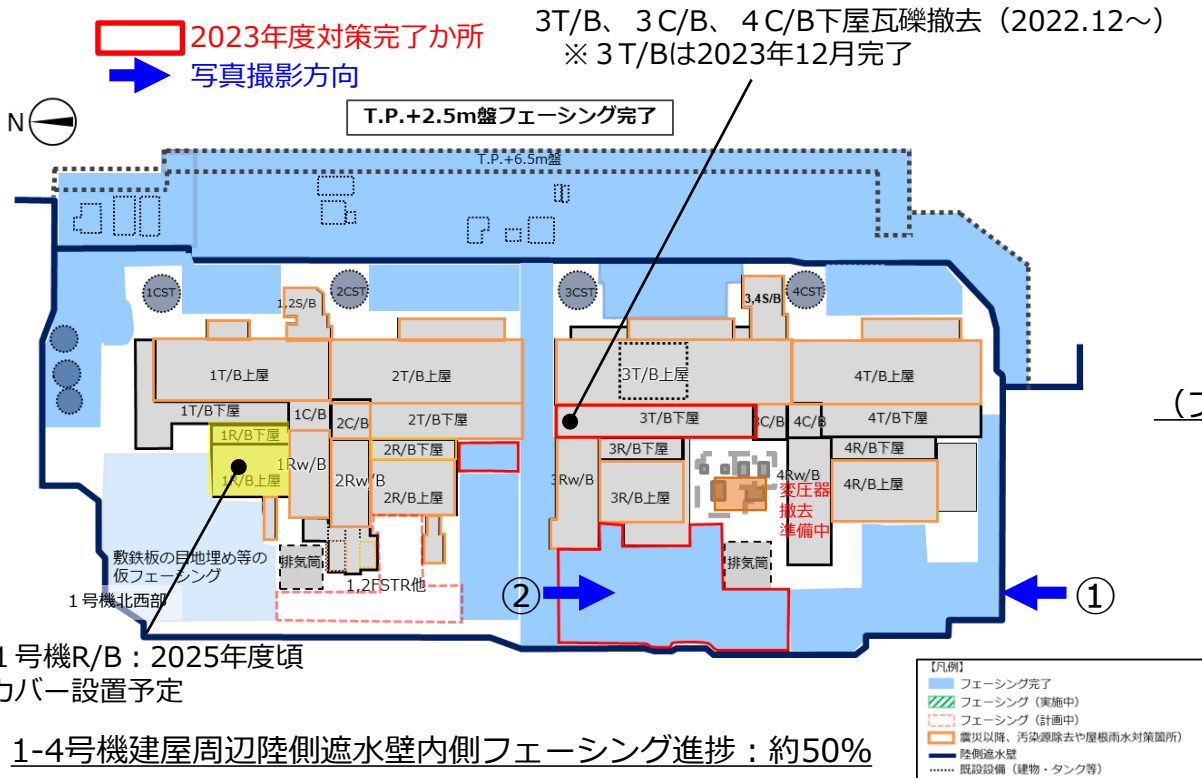 3T/B、３C/B、４C/B下屋瓦礫撤去（2022.12～）
※３T/Bは2023年12月完了
2023年度対策完了か所
写真撮影方向
N
T.P.+2.5m盤フェーシング完了
T.P.+6.5m盤
1CST
2CST
3CST
4CST
1,2S/B
3,4S/B
1T/B上屋
2T/B上屋
3T/B上屋
4T/B上屋
（フ
1T/B下屋
1C/B
2C/B
2T/B下屋
3T/B下屋
3C/B
4C/B
4T/B下屋
1R/B下屋
2R/B下屋
3R/B下屋
4R/B下屋
1Rw/B
2Rw/B
3Rw/B
4Rw/B
1R/B上屋
2R/B上屋
3R/B上屋
4R/B上屋
変圧器
撤去
準備中
敷鉄板の目地埋め等の
仮フェーシング
１号機北西部
排気筒
1,2FSTR他
排気筒
②
①
１号機R/B：2025年度頃
カバー設置予定
1-4号機建屋周辺陸側遮水壁内側フェーシング進捗：約50%
【凡例】
フェーシング完了
フェーシング（実施中）
フェーシング（計画中）
震災以降、汚染源除去や屋根雨水対策箇所）
陸側遮水壁
既設設備（建物・タンク等）